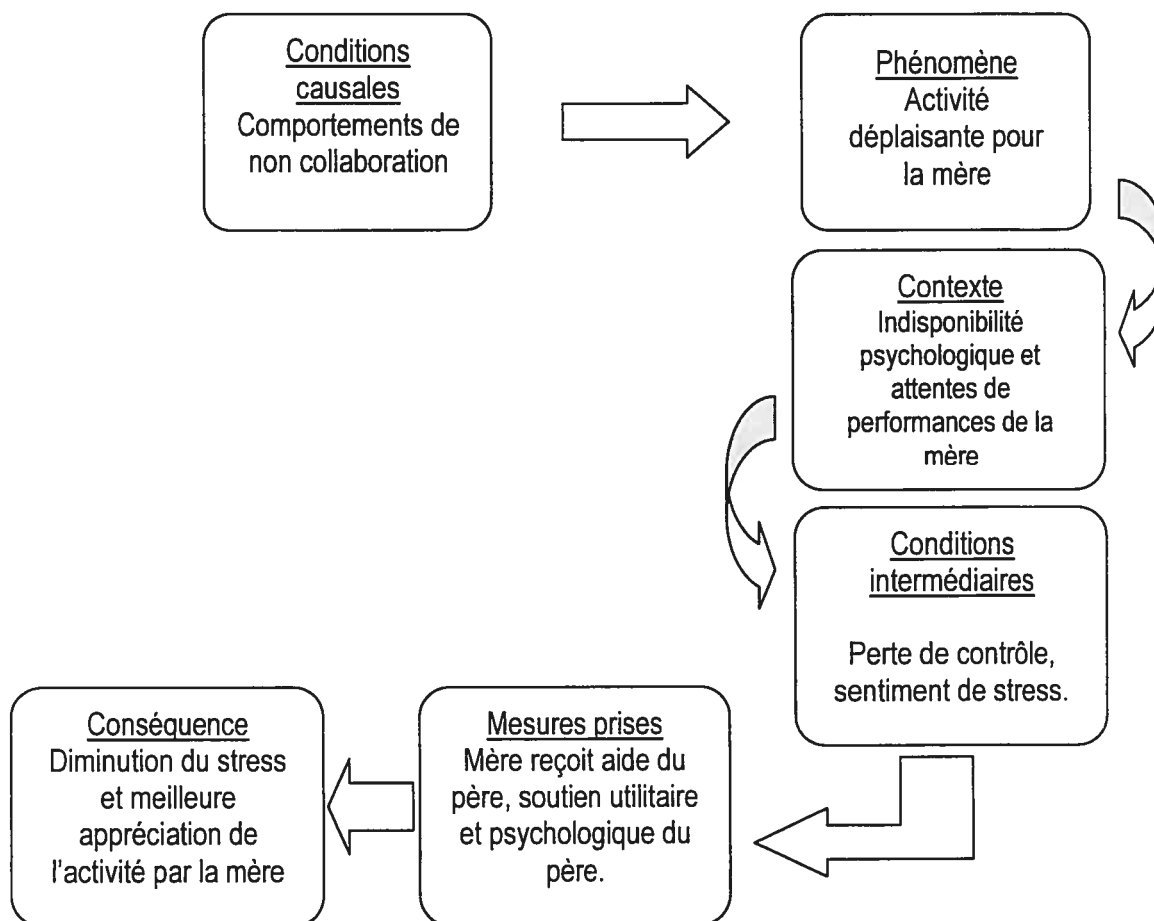 Conditions
causales
Comportements de
non collaboration
Phénomène
Activité
déplaisante pour
la mère
Contexte
Indisponibilité
psychologique et
attentes de
performances de la
mère
Conditions
intermédiaires
Perte de contrôle,
sentiment de stress.
Mesures prises
Mère reçoit aide du
père, soutien utilitaire
et psychologique du
père.
Conséquence
Diminution du stress
et meilleure
appréciation de
l'activité par la mère